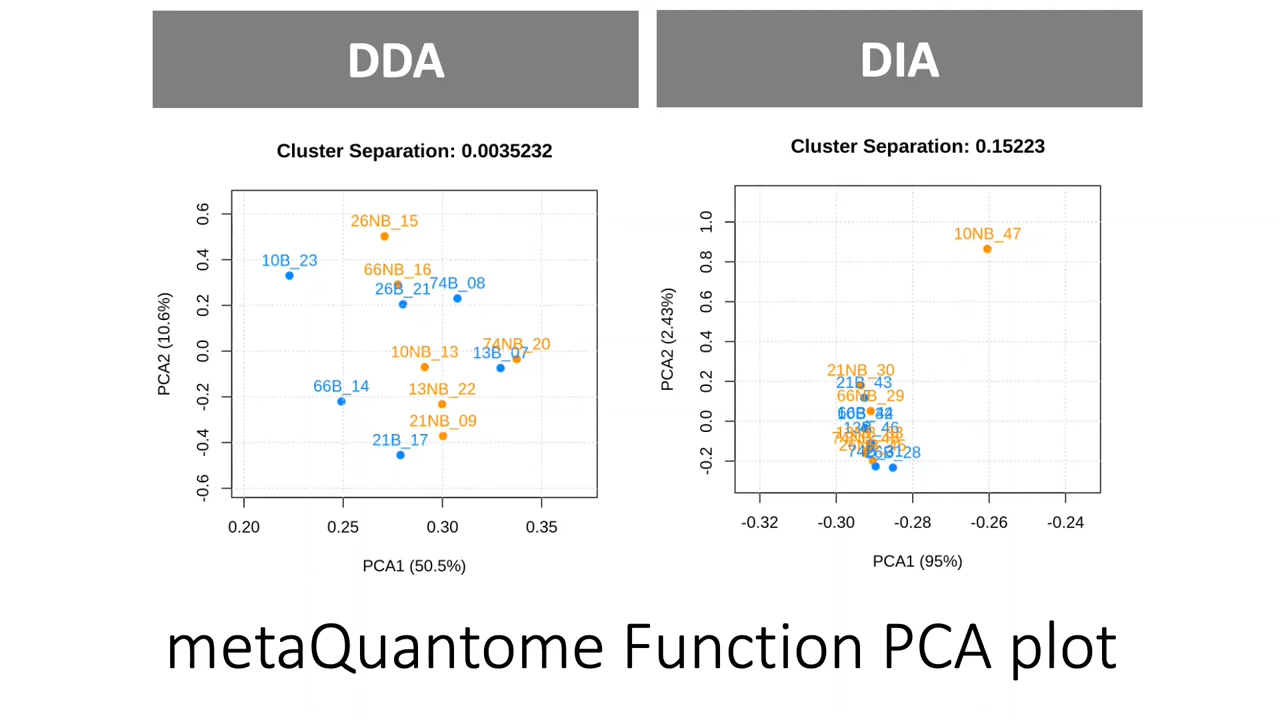 DDA
DIA
Cluster Separation: 0.0035232
0.6
0.4
0.2
0.0
-0.2
-0.4
-0.6
PCA2 (10.6%)
26NB_15
10B_23
66NB_16
26B_21
74B_08
74NB_20
10NB_13
13B_07
66B_14
13NB_22
21NB_09
21B_17
0.20 0.25 0.30 0.35
PCA1 (50.5%)
Cluster Separation: 0.15223
1.0
0.8
0.6
0.4
0.2
0.0
-0.2
PCA2 (2.43%)
10NB_47
21NB_30
21B_43
66NB_29
-0.32 -0.30 -0.28 -0.26 -0.24
PCA1 (95%)
metaQuantome Function PCA plot